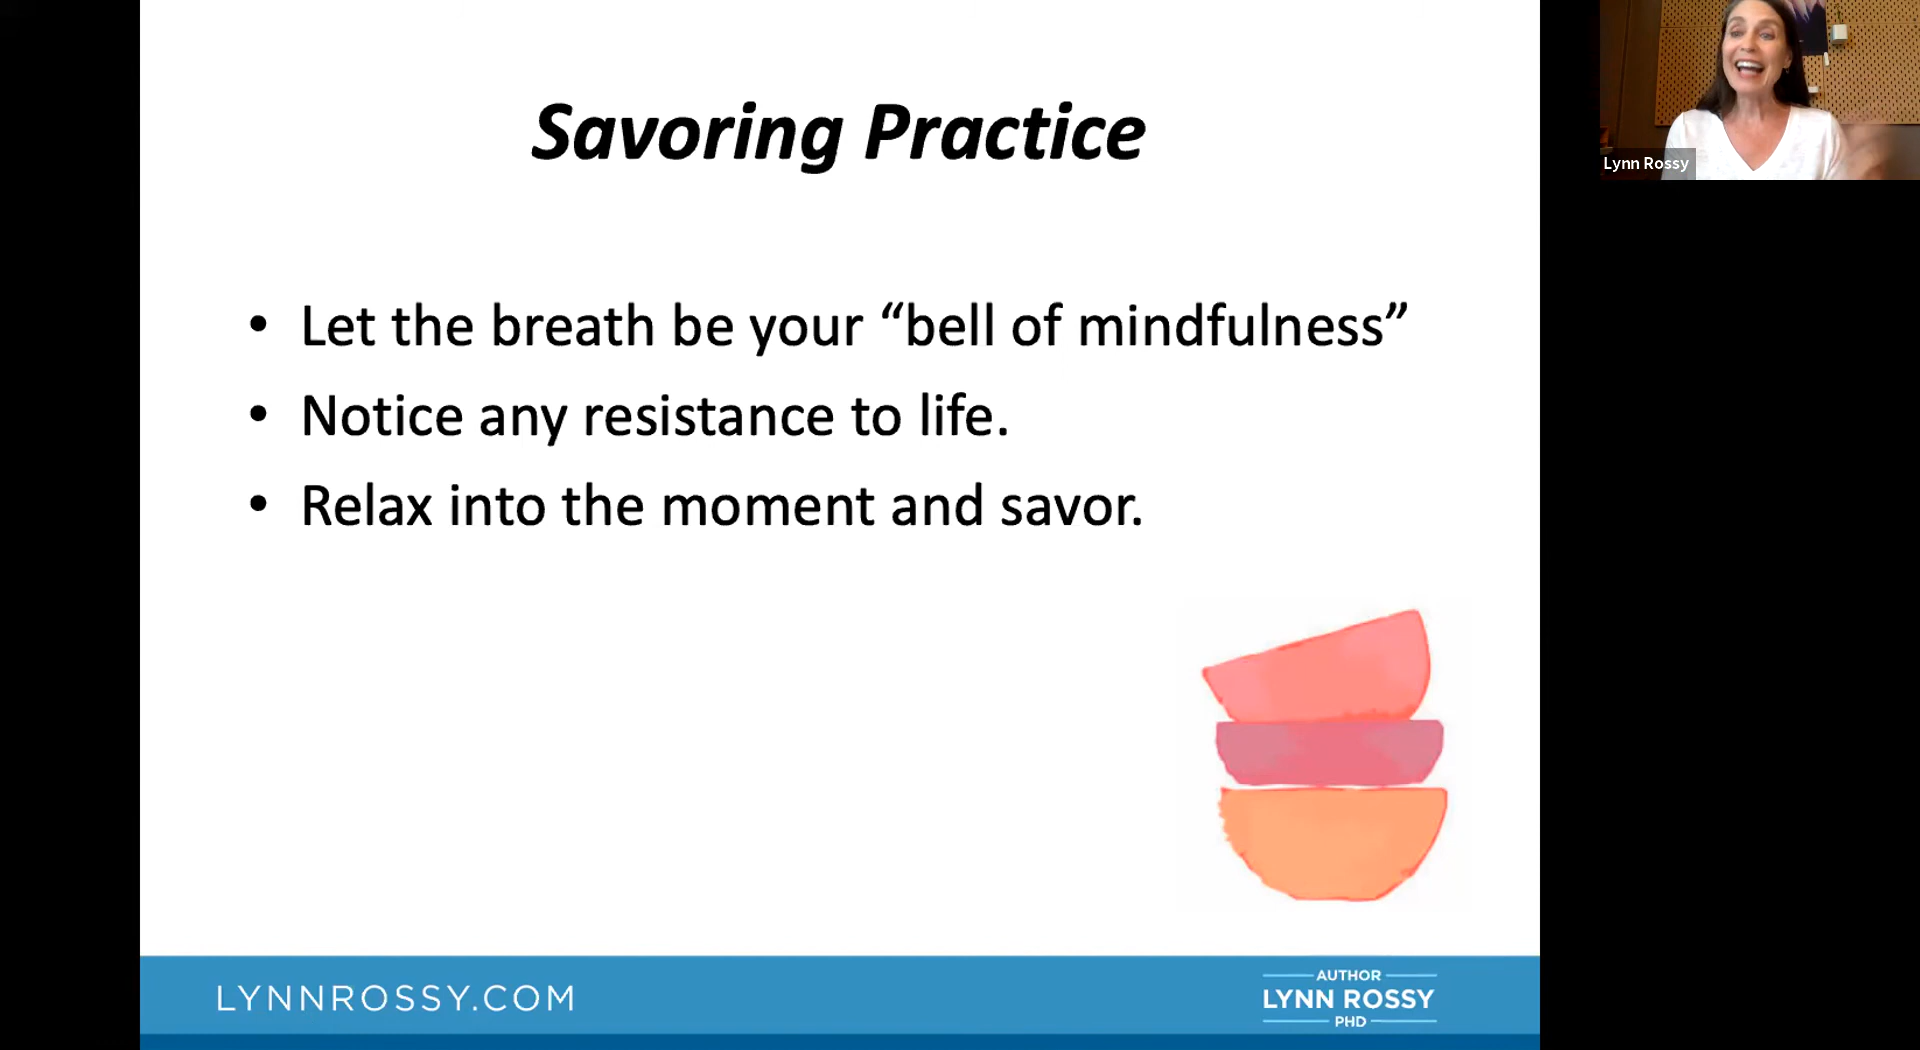 Savoring Practice
• Let the breath be your “bell of mindfulness”
• Notice any resistance to life.
• Relax into the moment and savor.
LYNNROSSY.COM
AUTHOR
LYNN ROSSY
PHD
Lynn Rossy